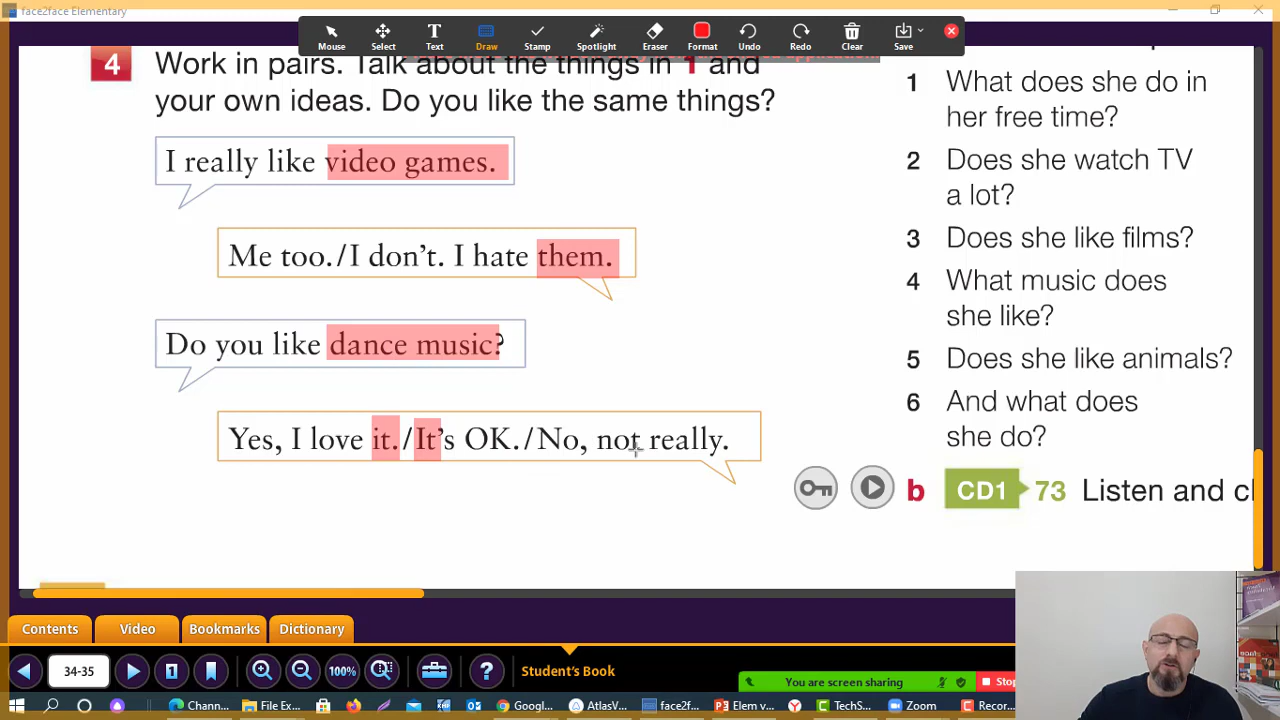 face2face Elementary
Mouse Select Text Draw Stamp Spotlight Eraser Format Undo Redo Clear Save
4 Work in pairs. Talk about the things in 1 and
your own ideas. Do you like the same things?
I really like video games.
Me too./I don't. I hate them.
Do you like dance music?
Yes, I love it./It's OK./No, not really.
1 What does she do in
her free time?
2 Does she watch TV
a lot?
3 Does she like films?
4 What music does
she like?
5 Does she like animals?
6 And what does
she do?
b CD1 73 Listen and c
Contents Video Bookmarks Dictionary
34-35 1 100% ? Student's Book
You are screen sharing Stop
Chann... File Ex... Google... AtlasV... face2f... Elem v... TechS... Zoom Recor...